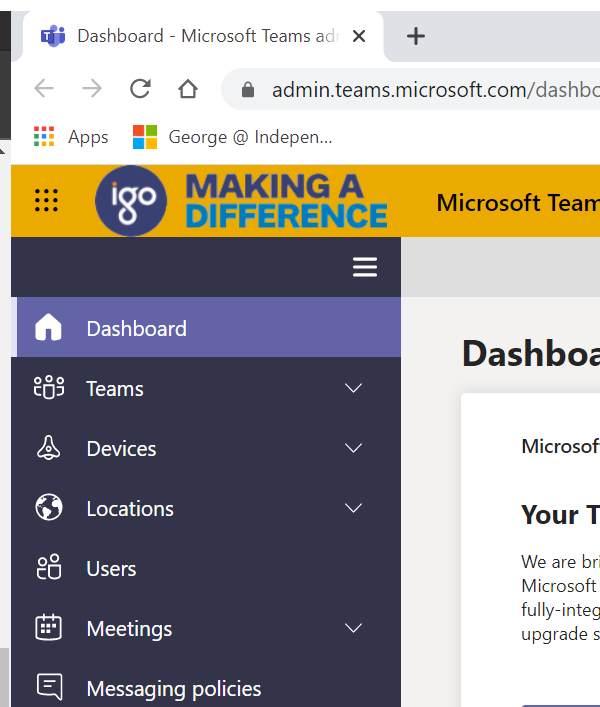 Dashboard - Microsoft Teams adm
admin.teams.microsoft.com/dashbo
Apps
George @ Indepen...
igo
MAKING A
DIFFERENCE
Microsoft Team
Dashboard
Teams
Devices
Locations
Users
Meetings
Messaging policies
Dashboa
Microsof
Your T
We are bri
Microsoft
fully-integ
upgrade s